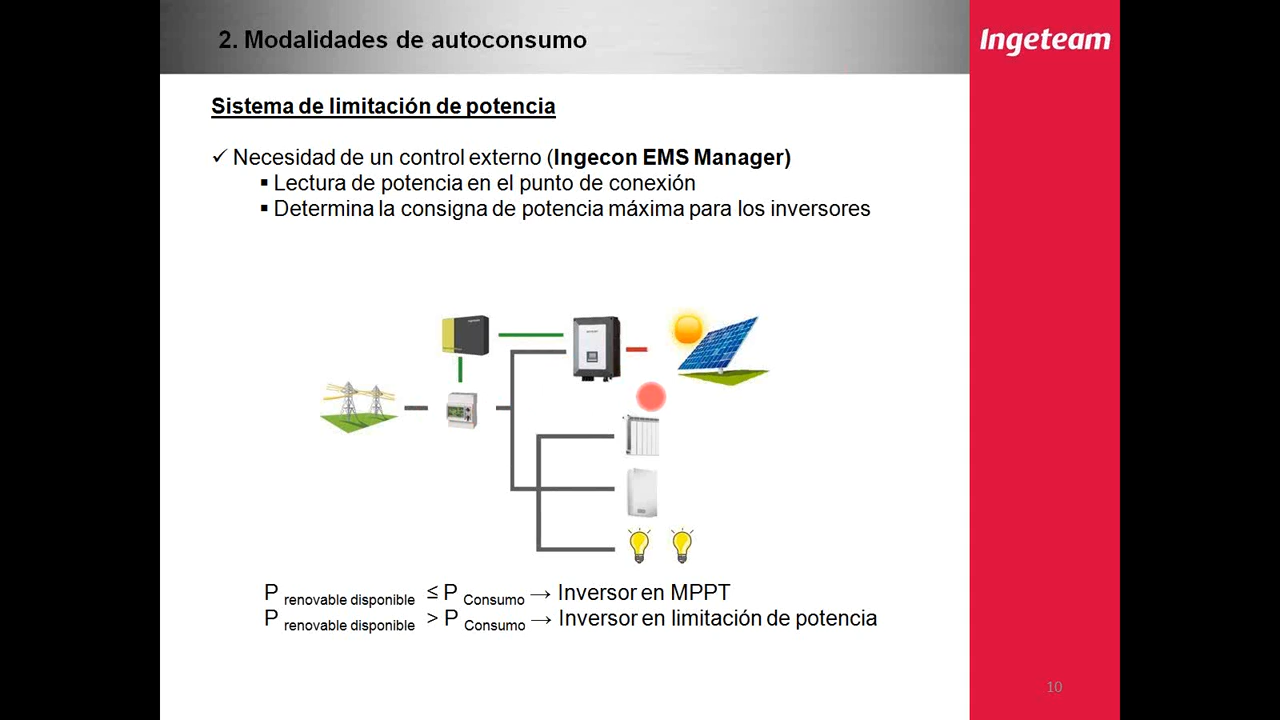 2. Modalidades de autoconsumo
Ingeteam
Sistema de limitación de potencia
✓ Necesidad de un control externo (Ingecon EMS Manager)
▪ Lectura de potencia en el punto de conexión
▪ Determina la consigna de potencia máxima para los inversores
P renovable disponible ≤ P Consumo → Inversor en MPPT
P renovable disponible > P Consumo → Inversor en limitación de potencia
10